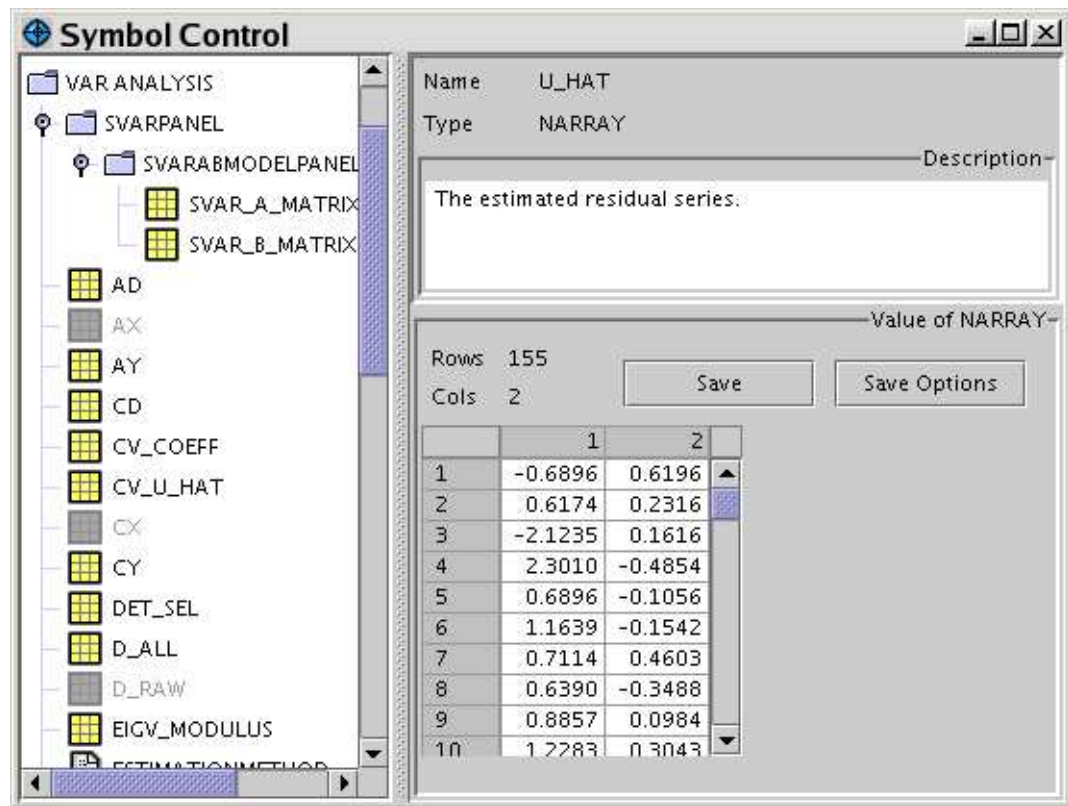 Symbol Control
VAR ANALYSIS
SVARPANEL
SVARABMODELPANEL
SVAR_A_MATRIX
SVAR_B_MATRIX
AD
AX
AY
CD
CV_COEFF
CV_U_HAT
CX
CY
DET_SEL
D_ALL
D_RAW
EIGV_MODULUS
ESTIMATIONMETHOD
Name U_HAT
Type NARRAY
Description
The estimated residual series.
Value of NARRAY
Rows 155
Cols 2
Save
Save Options
1 2
1 -0.6896 0.6196
2 0.6174 0.2316
3 -2.1235 0.1616
4 2.3010 -0.4854
5 0.6896 -0.1056
6 1.1639 -0.1542
7 0.7114 0.4603
8 0.6390 -0.3488
9 0.8857 0.0984
10 1.2283 0.3043